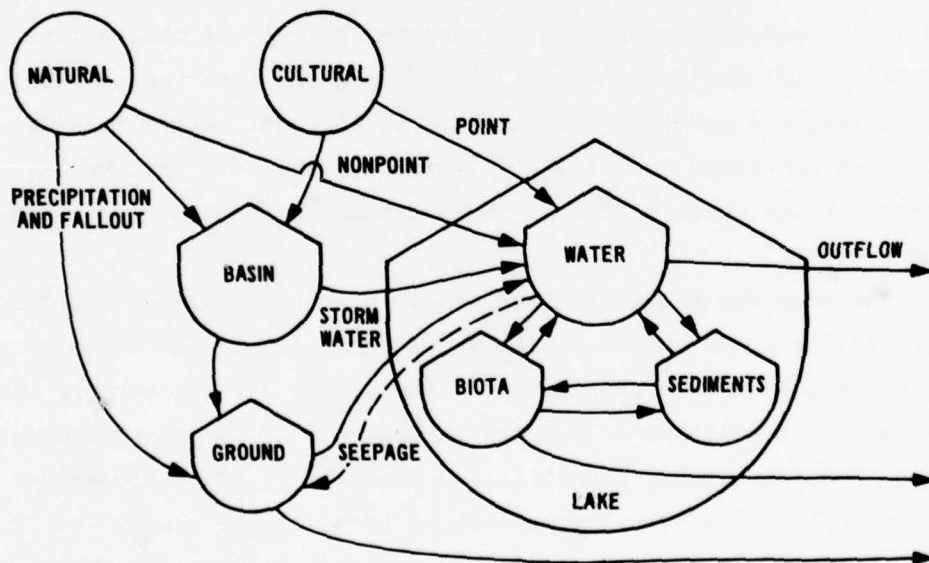 NATURAL
CULTURAL
POINT
NONPOINT
PRECIPITATION
AND FALLOUT
WATER
OUTFLOW
BASIN
STORM
WATER
BIOTA
SEDIMENTS
GROUND
SEEPAGE
LAKE